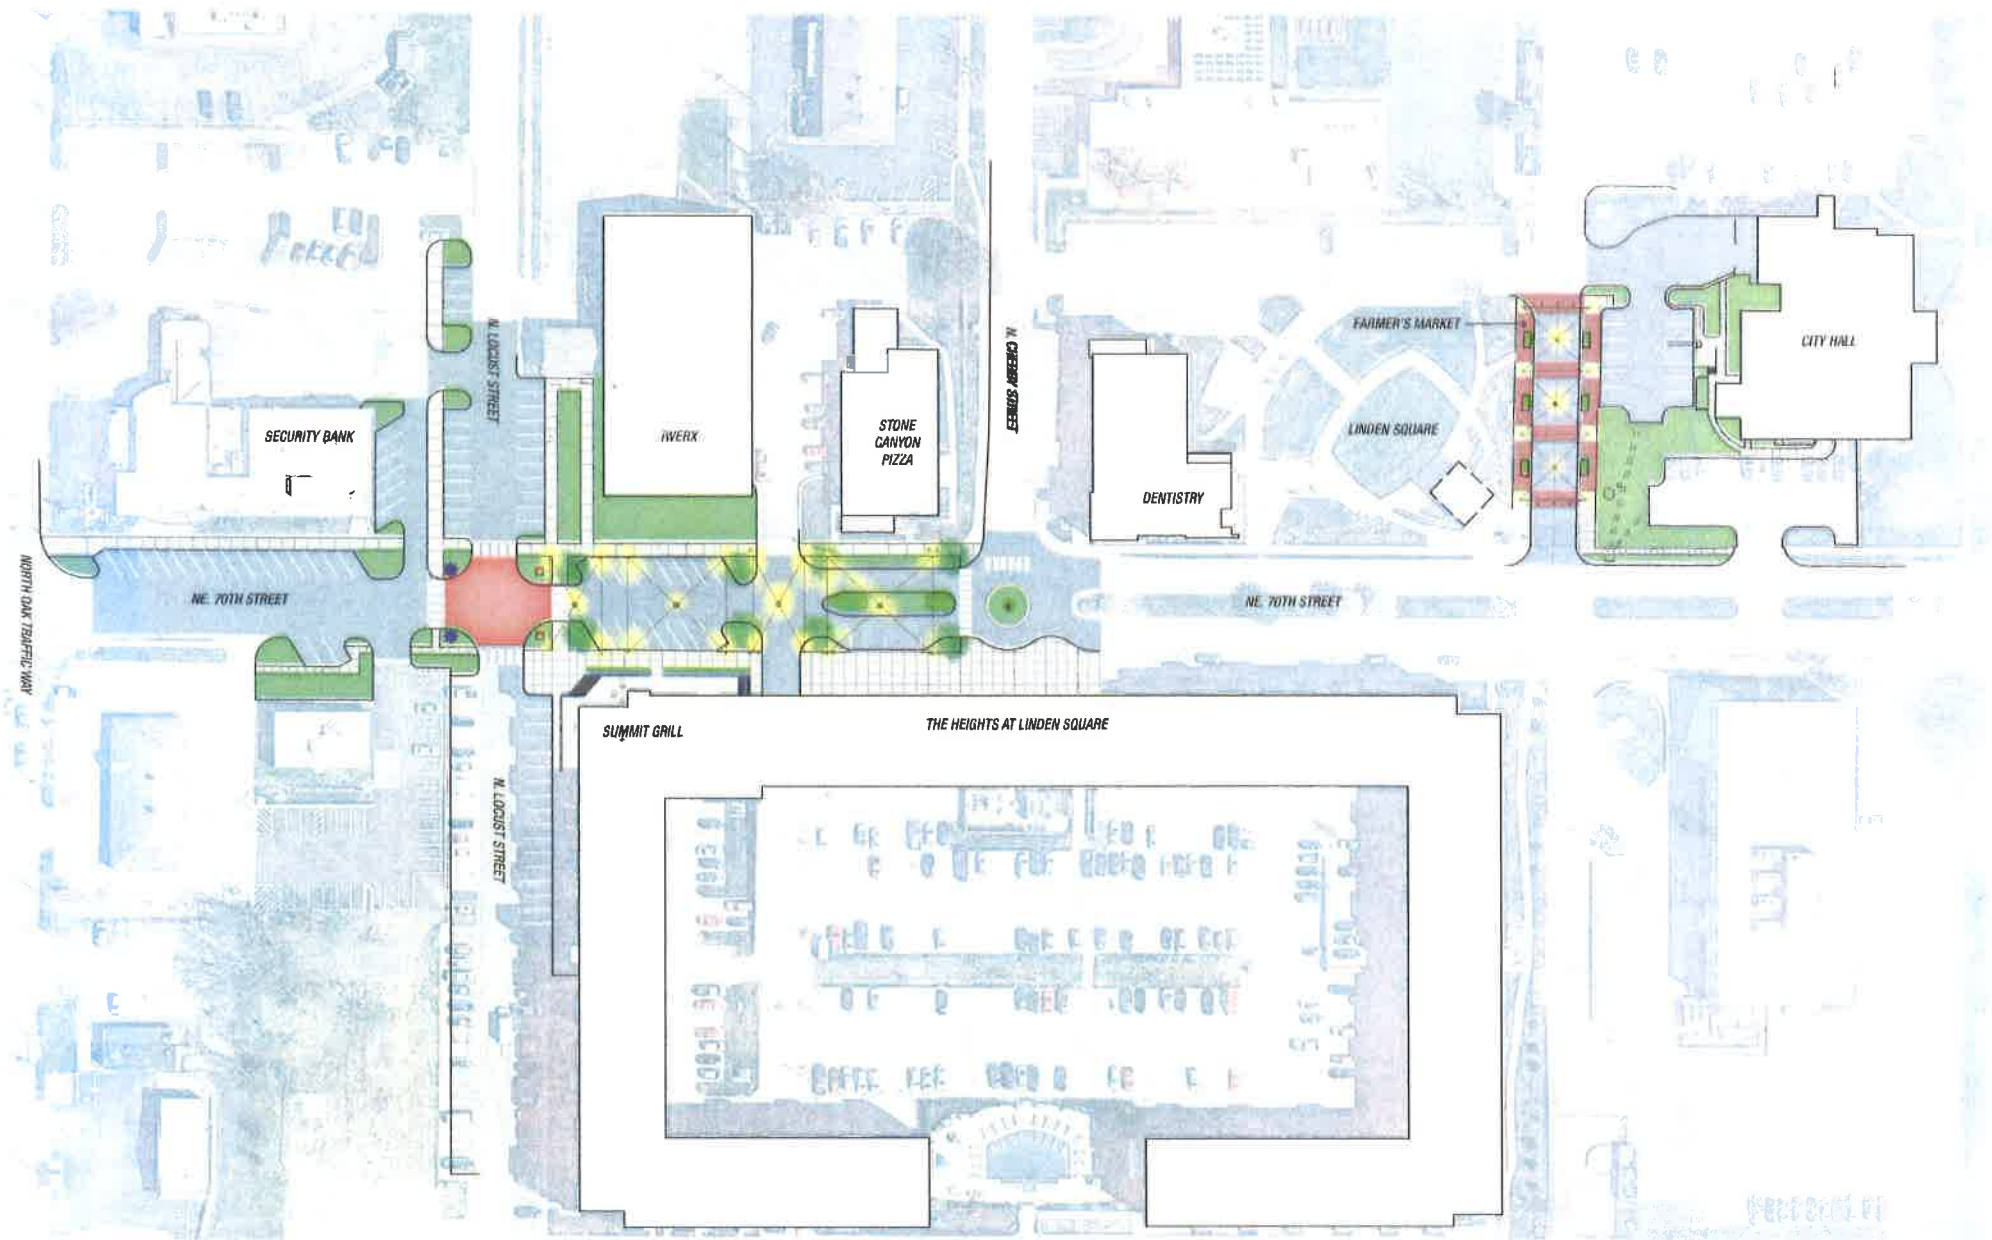 FARMER'S MARKET
CITY HALL
N. LOCUST STREET
N. CHERRY STREET
SECURITY BANK
IWERX
STONE
CANYON
PIZZA
LINDEN SQUARE
DENTISTRY
NORTH OAK TRAFFIC WAY
NE. 70TH STREET
NE. 70TH STREET
SUMMIT GRILL
THE HEIGHTS AT LINDEN SQUARE
N. LOCUST STREET